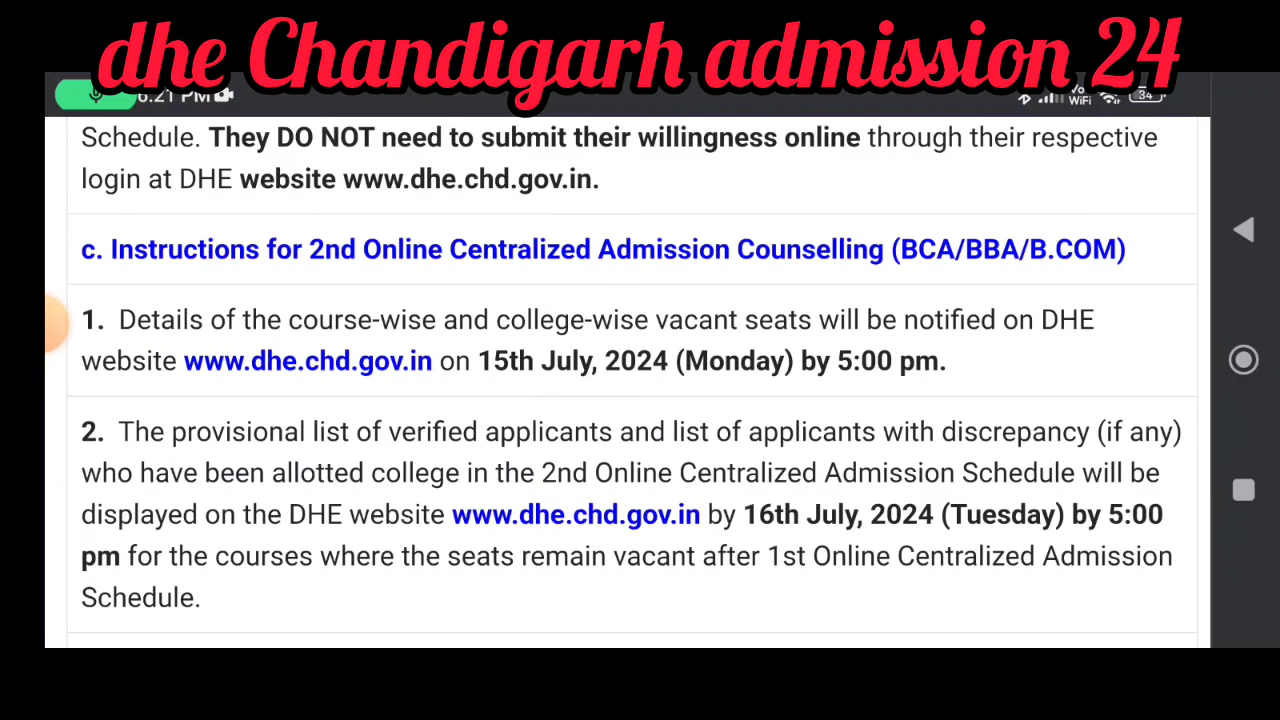 dhe Chandigarh admission 24
6:21 PM
Vo
WiFi
34
Schedule. They DO NOT need to submit their willingness online through their respective
login at DHE website www.dhe.chd.gov.in.
c. Instructions for 2nd Online Centralized Admission Counselling (BCA/BBA/B.COM)
1. Details of the course-wise and college-wise vacant seats will be notified on DHE
website www.dhe.chd.gov.in on 15th July, 2024 (Monday) by 5:00 pm.
2. The provisional list of verified applicants and list of applicants with discrepancy (if any)
who have been allotted college in the 2nd Online Centralized Admission Schedule will be
displayed on the DHE website www.dhe.chd.gov.in by 16th July, 2024 (Tuesday) by 5:00
pm for the courses where the seats remain vacant after 1st Online Centralized Admission
Schedule.